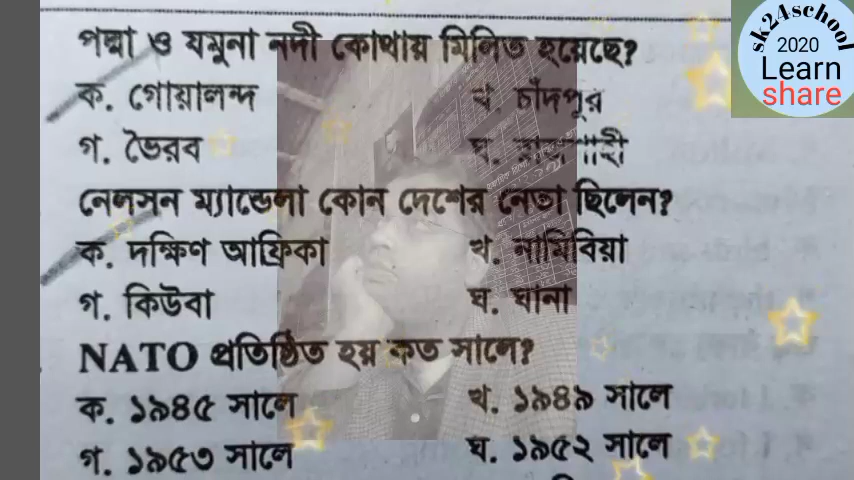 sk24school
2020
Learn
share
পদ্মা ও যমুনা নদী কোথায় মিলিত হয়েছে?
ক. গোয়ালন্দ খ. চাঁদপুর
গ. ভৈরব ঘ.
নেলসন ম্যান্ডেলা কোন দেশের নেতা ছিলেন?
ক. দক্ষিণ আফ্রিকা খ. নামিবিয়া
গ. কিউবা ঘ. ঘানা
NATO প্রতিষ্ঠিত হয় কত সালে?
ক. ১৯৪৫ সালে খ. ১৯৪৯ সালে
গ. ১৯৫৩ সালে ঘ. ১৯৫২ সালে